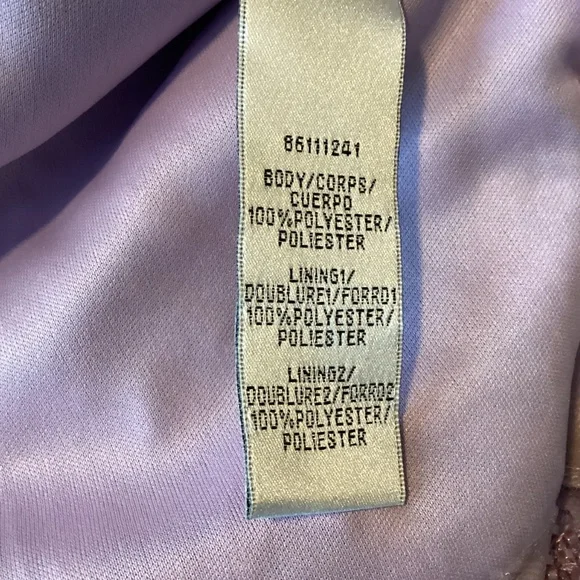 86111241
BODY/CORPS/
CUERPO
100%POLYESTER/
POLIESTER
LINING1/
DOUBLURE1/FORRO1
100%POLYESTER/
POLIESTER
LINING2/
DOUBLURE2/FORRO2
100%POLYESTER/
POLIESTER